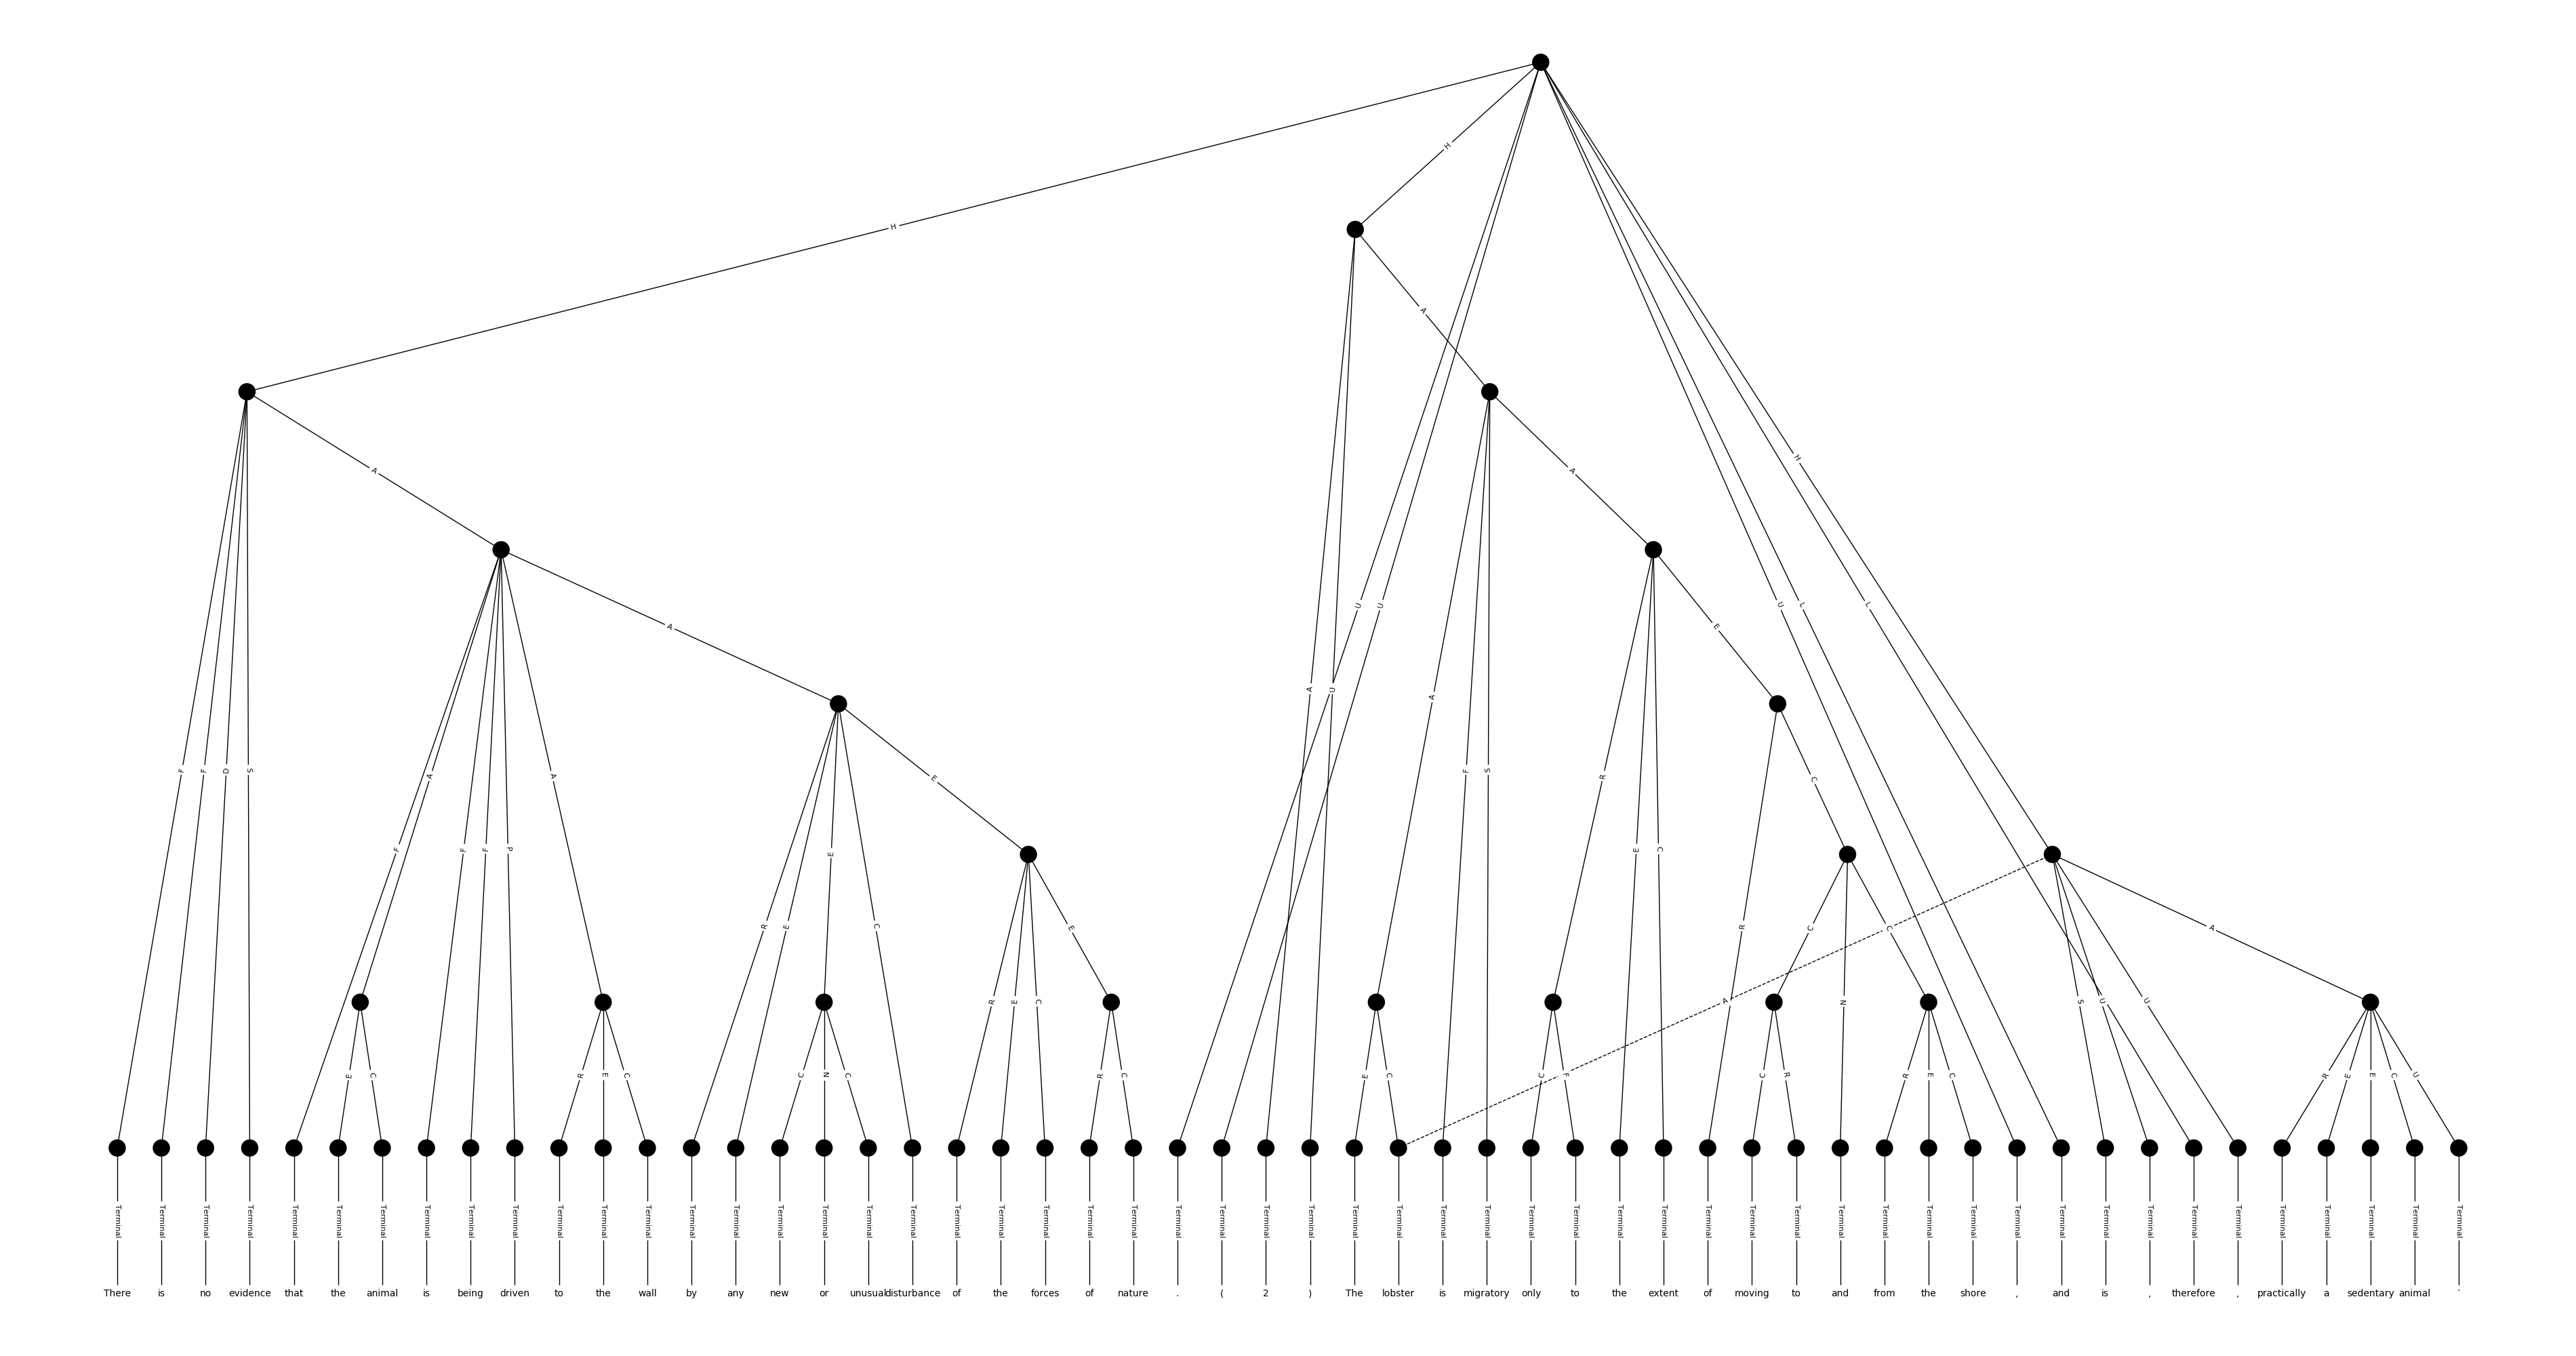 H
H
A
H
A
A
A
E
U U U L L
A U
A F S
F F D S
F A F F P A
A
E
R E E C
R E C E
R E C
R C
A
C N C
S U U A
E C R E C C N C R E C R C E C C F C R R E C R E E C U
Terminal Terminal Terminal Terminal Terminal Terminal Terminal Terminal Terminal Terminal Terminal Terminal Terminal Terminal Terminal Terminal Terminal Terminal Terminal Terminal Terminal Terminal Terminal Terminal Terminal Terminal Terminal Terminal Terminal Terminal Terminal Terminal Terminal Terminal Terminal Terminal Terminal Terminal Terminal Terminal Terminal Terminal Terminal Terminal Terminal Terminal Terminal Terminal Terminal Terminal Terminal Terminal Terminal Terminal
There is no evidence that the animal is being driven to the wall by any new or unusual disturbance of the forces of nature . ( 2 ) The lobster is migratory only to the extent of moving to and from the shore , and is , therefore , practically a sedentary animal .